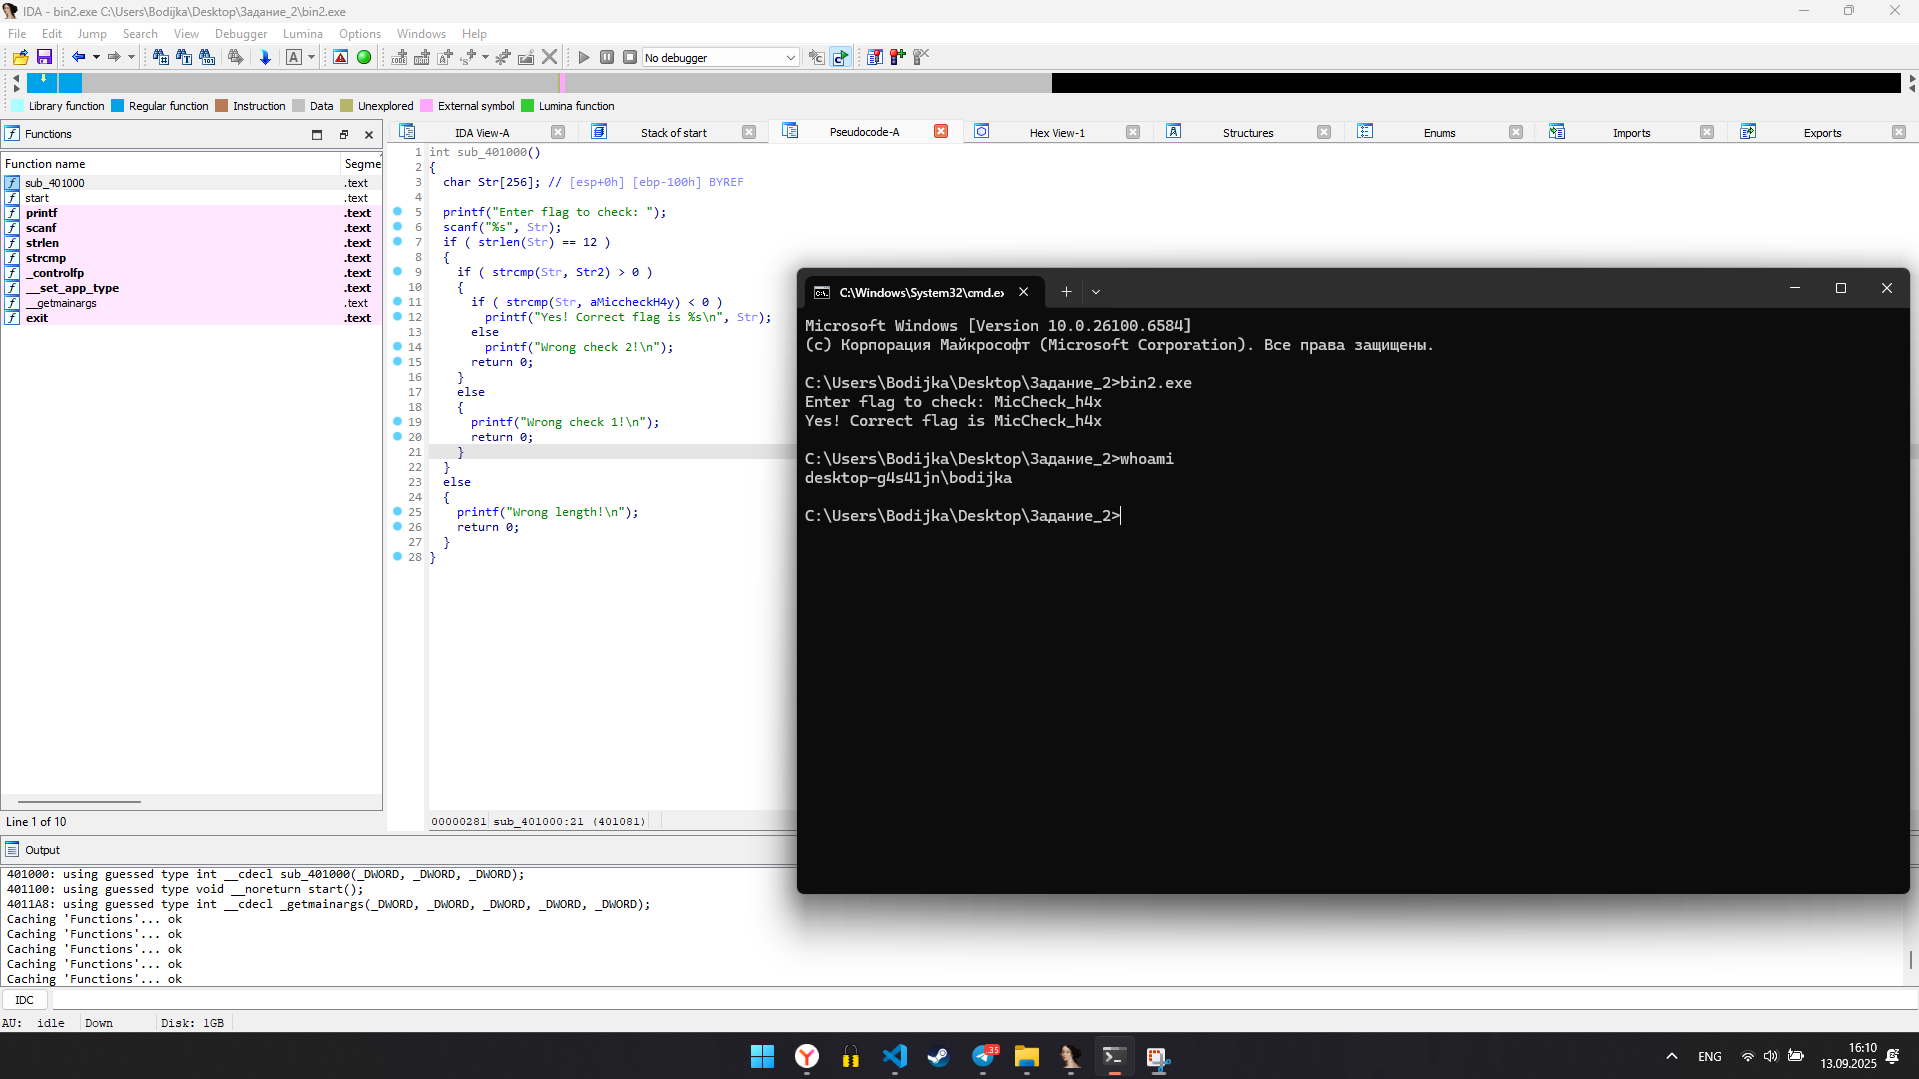 IDA - bin2.exe C:\Users\Bodijka\Desktop\Задание_2\bin2.exe
File Edit Jump Search View Debugger Lumina Options Windows Help
No debugger
Library function Regular function Instruction Data Unexplored External symbol Lumina function
Functions
Function name Segme
sub_401000 .text
start .text
printf .text
scanf .text
strlen .text
strcmp .text
_controlfp .text
__set_app_type .text
__getmainargs .text
exit .text
Line 1 of 10
IDA View-A Stack of start Pseudocode-A Hex View-1 Structures Enums Imports Exports
1 int sub_401000()
2 {
3 char Str[256]; // [esp+0h] [ebp-100h] BYREF
4
5 printf("Enter flag to check: ");
6 scanf("%s", Str);
7 if ( strlen(Str) == 12 )
8 {
9 if ( strcmp(Str, Str2) > 0 )
10 {
11 if ( strcmp(Str, aMiccheckH4y) < 0 )
12 printf("Yes! Correct flag is %s\n", Str);
13 else
14 printf("Wrong check 2!\n");
15 return 0;
16 }
17 else
18 {
19 printf("Wrong check 1!\n");
20 return 0;
21 }
22 }
23 else
24 {
25 printf("Wrong length!\n");
26 return 0;
27 }
28 }
00000281 sub_401000:21 (401081)
C:\Windows\System32\cmd.ex
Microsoft Windows [Version 10.0.26100.6584]
(c) Корпорация Майкрософт (Microsoft Corporation). Все права защищены.
C:\Users\Bodijka\Desktop\Задание_2>bin2.exe
Enter flag to check: MicCheck_h4x
Yes! Correct flag is MicCheck_h4x
C:\Users\Bodijka\Desktop\Задание_2>whoami
desktop-g4s41jn\bodijka
C:\Users\Bodijka\Desktop\Задание_2>
Output
401000: using guessed type int __cdecl sub_401000(_DWORD, _DWORD, _DWORD);
401100: using guessed type void __noreturn start();
4011A8: using guessed type int __cdecl _getmainargs(_DWORD, _DWORD, _DWORD, _DWORD, _DWORD);
Caching 'Functions'... ok
Caching 'Functions'... ok
Caching 'Functions'... ok
Caching 'Functions'... ok
Caching 'Functions'... ok
IDC
AU: idle Down Disk: 1GB
35
ENG
16:10
13.09.2025